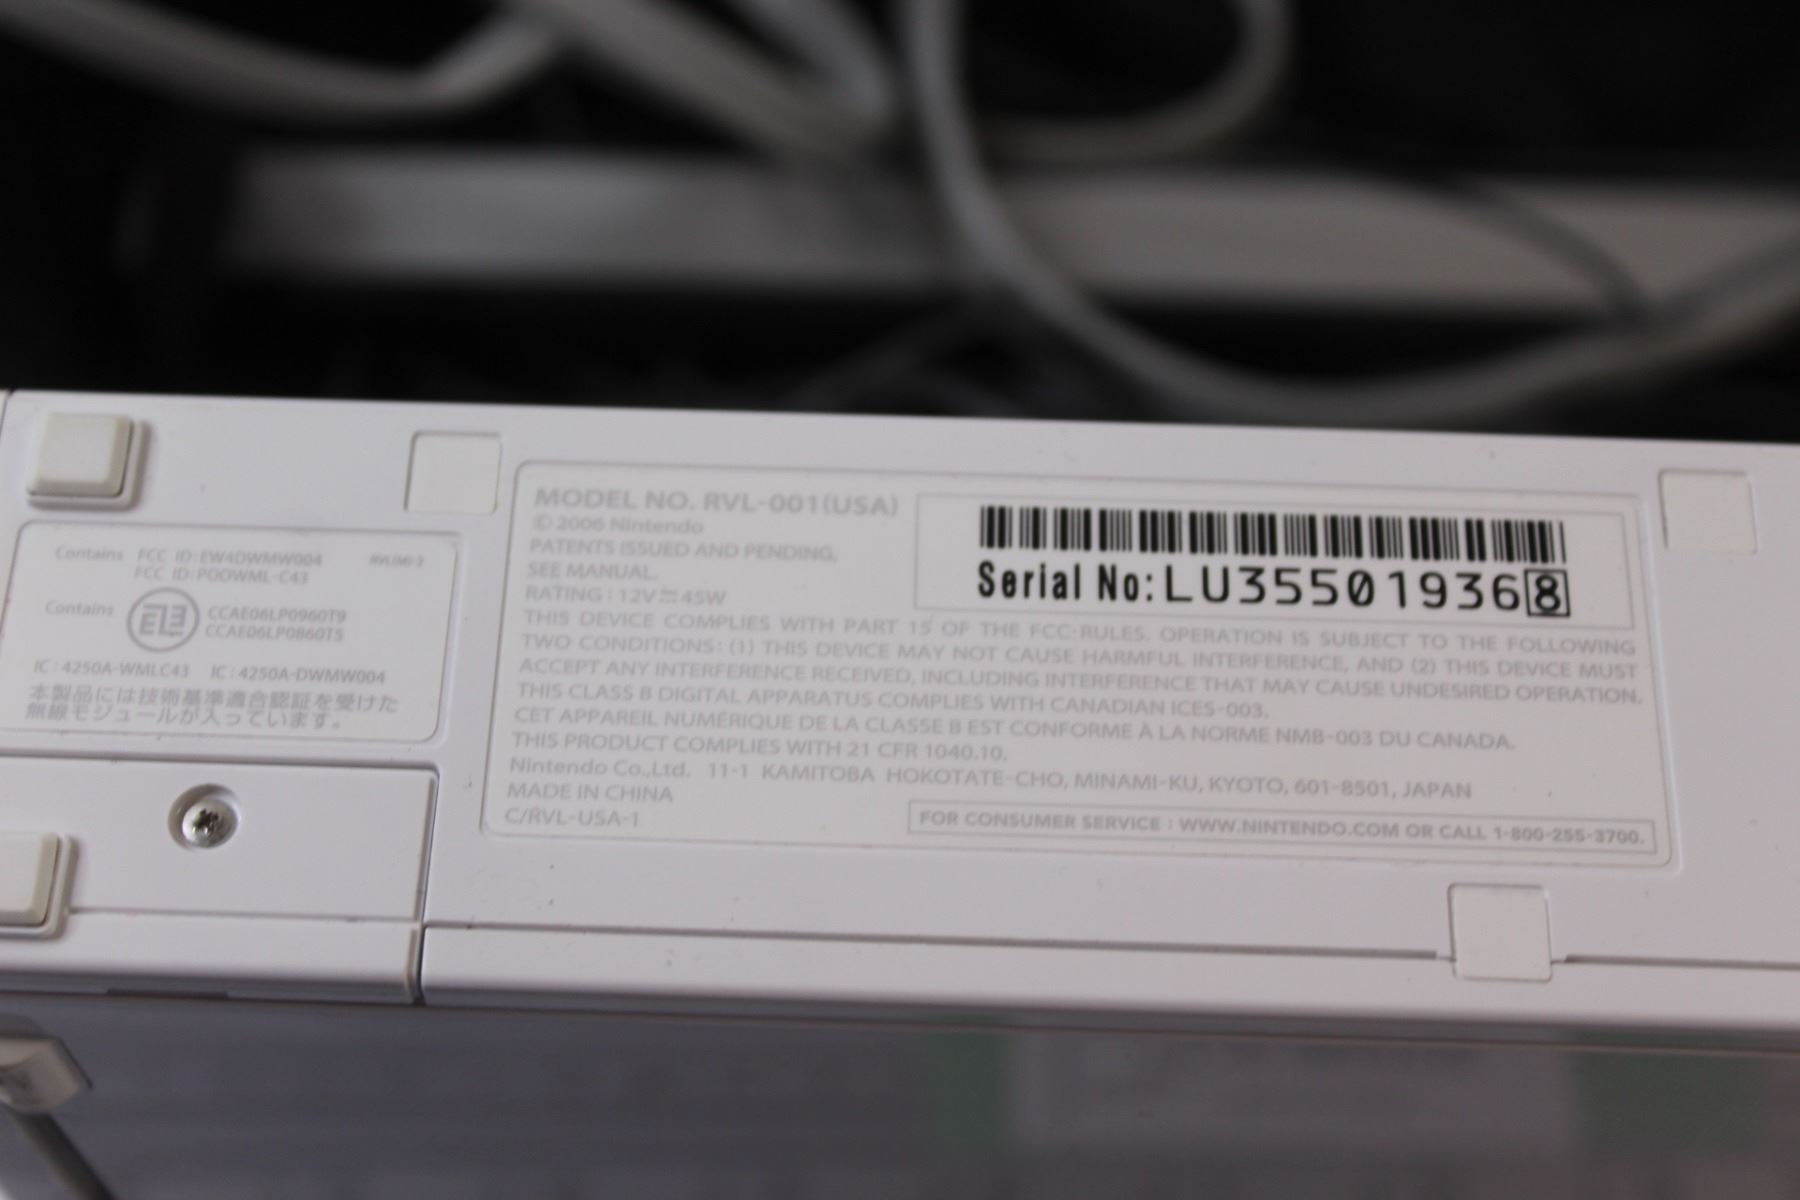 Contains FCC ID:EW4DWMW004
FCC ID:POOWML-C43
Contains
CCAE06LP0960T9
CCAE06LP0860T5
IC:4250A-WMLC43 IC:4250A-DWMW004
本製品には技術基準適合認証を受けた
無線モジュールが入っています。
MODEL NO. RVL-001(USA)
©2006 Nintendo
PATENTS ISSUED AND PENDING,
SEE MANUAL.
RATING : 12V⎓45W
Serial No:LU355019368
THIS DEVICE COMPLIES WITH PART 15 OF THE FCC-RULES. OPERATION IS SUBJECT TO THE FOLLOWING
TWO CONDITIONS: (1) THIS DEVICE MAY NOT CAUSE HARMFUL INTERFERENCE, AND (2) THIS DEVICE MUST
ACCEPT ANY INTERFERENCE RECEIVED, INCLUDING INTERFERENCE THAT MAY CAUSE UNDESIRED OPERATION.
THIS CLASS B DIGITAL APPARATUS COMPLIES WITH CANADIAN ICES-003.
CET APPAREIL NUMÉRIQUE DE LA CLASSE B EST CONFORME À LA NORME NMB-003 DU CANADA.
THIS PRODUCT COMPLIES WITH 21 CFR 1040.10.
Nintendo Co.,Ltd. 11-1 KAMITOBA HOKOTATE-CHO, MINAMI-KU, KYOTO, 601-8501, JAPAN
MADE IN CHINA
C/RVL-USA-1
FOR CONSUMER SERVICE : WWW.NINTENDO.COM OR CALL 1-800-255-3700.